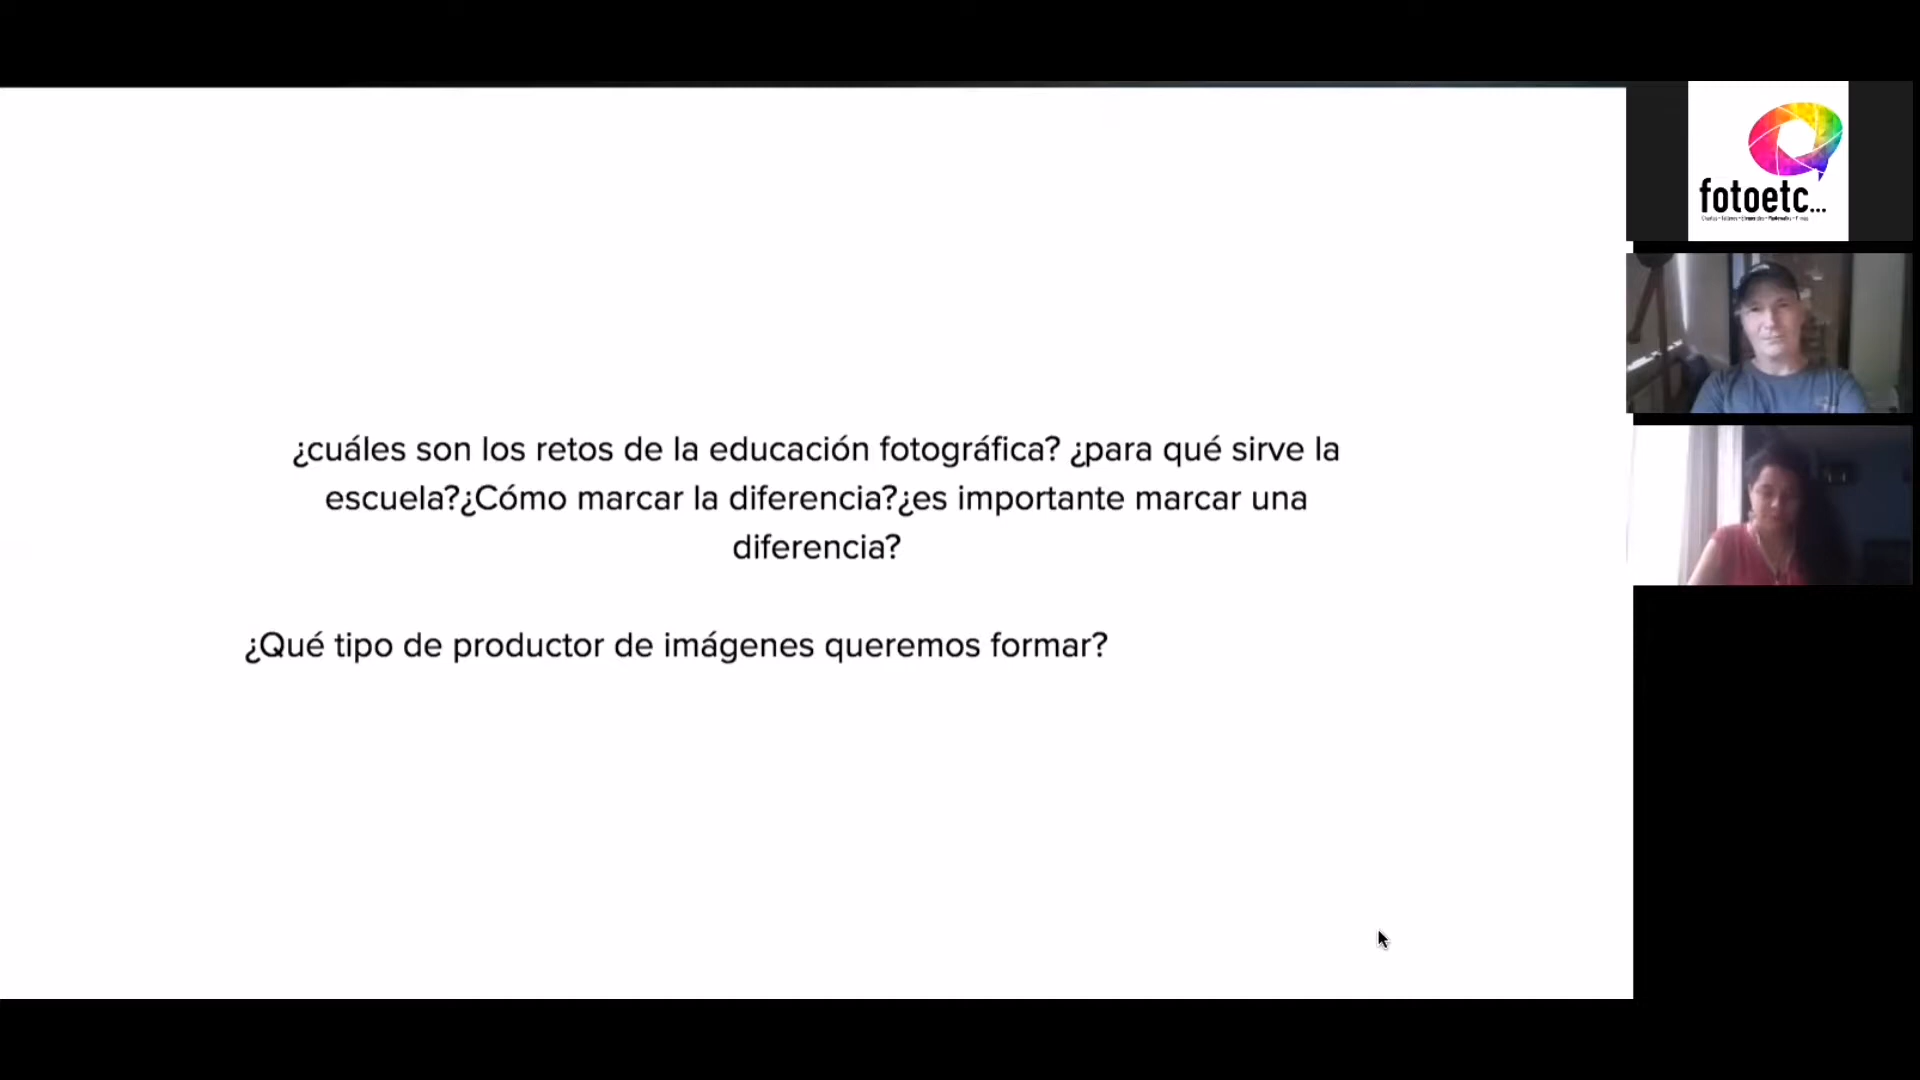 ¿cuáles son los retos de la educación fotográfica? ¿para qué sirve la
escuela?¿Cómo marcar la diferencia?¿es importante marcar una
diferencia?
¿Qué tipo de productor de imágenes queremos formar?
fotoetc...